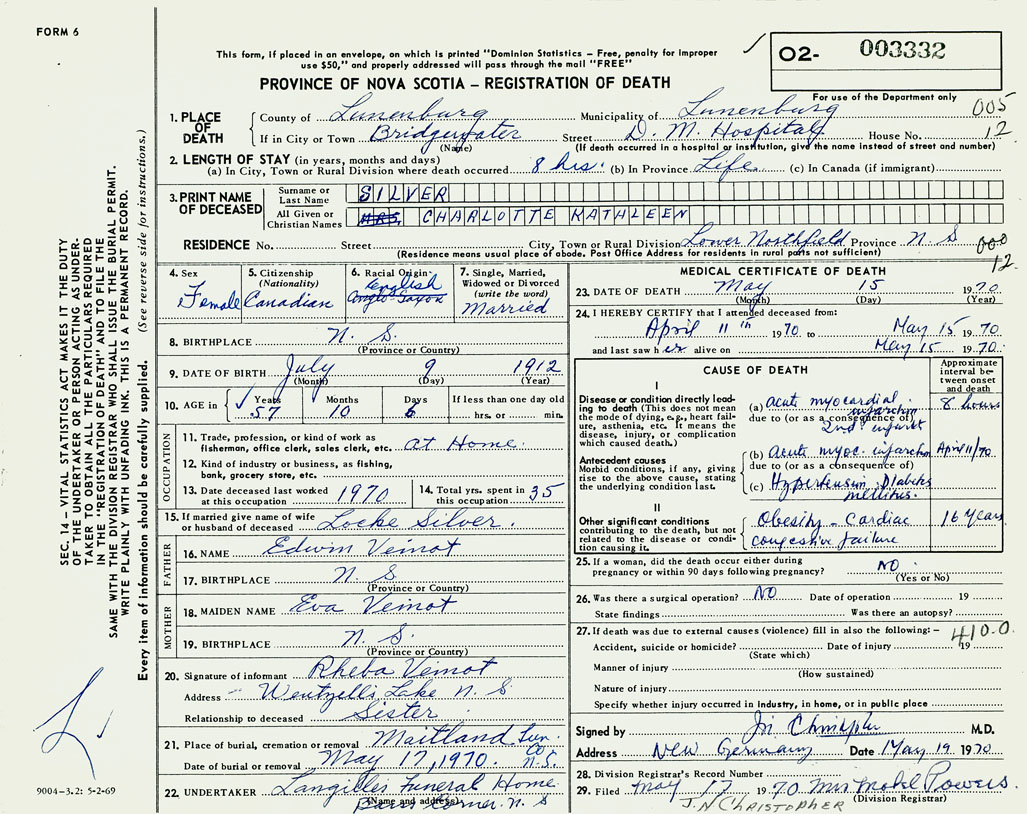 FORM 6
This form, if placed in an envelope, on which is printed "Dominion Statistics – Free, penalty for improper
use $50," and properly addressed will pass through the mail "FREE"
PROVINCE OF NOVA SCOTIA – REGISTRATION OF DEATH
O2- 003332
For use of the Department only
005
12
SEC. 14 – VITAL STATISTICS ACT MAKES IT THE DUTY
OF THE UNDERTAKER OR PERSON ACTING AS UNDER-
TAKER TO OBTAIN ALL THE PARTICULARS REQUIRED
IN THE "REGISTRATION OF DEATH" AND TO FILE THE
SAME WITH THE DIVISION REGISTRAR WHO SHALL ISSUE THE BURIAL PERMIT.
WRITE PLAINLY WITH UNFADING INK. THIS IS A PERMANENT RECORD.
Every item of information should be carefully supplied. (See reverse side for instructions.)
1. PLACE OF DEATH
County of Lunenburg Municipality of Lunenburg
If in City or Town Bridgewater Street D. M. Hospital House No.
(Name) (If death occurred in a hospital or institution, give the name instead of street and number)
2. LENGTH OF STAY (in years, months and days)
(a) In City, Town or Rural Division where death occurred 8 hrs. (b) In Province Life (c) In Canada (if immigrant)
3. PRINT NAME OF DECEASED
Surname or Last Name SILVER
All Given or Christian Names MRS. CHARLOTTE KATHLEEN
RESIDENCE No. Street City, Town or Rural Division Lower Northfield Province N S
(Residence means usual place of abode. Post Office Address for residents in rural parts not sufficient)
000
12
4. Sex Female
5. Citizenship (Nationality) Canadian
6. Racial Origin English Anglo-Saxon
7. Single, Married, Widowed or Divorced (write the word) Married
8. BIRTHPLACE N. S.
(Province or Country)
9. DATE OF BIRTH July 9 1912
(Month) (Day) (Year)
10. AGE in Years Months Days If less than one day old
57 10 6 hrs. or min.
OCCUPATION
11. Trade, profession, or kind of work as
fisherman, office clerk, sales clerk, etc. at Home.
12. Kind of industry or business, as fishing,
bank, grocery store, etc.
13. Date deceased last worked at this occupation 1970
14. Total yrs. spent in this occupation 35
15. If married give name of wife
or husband of deceased Locke Silver.
FATHER
16. NAME Edwin Veinot
17. BIRTHPLACE N. S
MOTHER
18. MAIDEN NAME Eva Veinot
19. BIRTHPLACE N. S
(Province or Country)
20. Signature of informant Rheba Veinot
Address Wentzells Lake N. S
Relationship to deceased Sister
21. Place of burial, cremation or removal Maitland Lun. Co. N.S.
Date of burial or removal May 17, 1970.
22. UNDERTAKER Langilles Funeral Home
(Name and address) Corner. N. S
9004-3.2: 5-2-69
MEDICAL CERTIFICATE OF DEATH
23. DATE OF DEATH May 15 1970
(Month) (Day) (Year)
24. I HEREBY CERTIFY that I attended deceased from:
April 11th 1970 to May 15 1970
and last saw her alive on May 15 1970.
CAUSE OF DEATH
Approximate interval between onset and death
I
Disease or condition directly lead-
ing to death (This does not mean
the mode of dying, e.g., heart fail-
ure, asthenia, etc. It means the
disease, injury, or complication
which caused death.)
(a) acute myocardial infarction 8 hours
due to (or as a consequence of)
2nd infarct
Antecedent causes
Morbid conditions, if any, giving
rise to the above cause, stating
the underlying condition last.
(b) Acute myoc. infarction April 11/70
due to (or as a consequence of)
(c) Hypertension, Diabetes mellitus.
II
Other significant conditions
contributing to the death, but not
related to the disease or condi-
tion causing it.
Obesity – Cardiac 16 Years
congestive failure
25. If a woman, did the death occur either during
pregnancy or within 90 days following pregnancy? NO
(Yes or No)
26. Was there a surgical operation? NO Date of operation 19
State findings Was there an autopsy?
27. If death was due to external causes (violence) fill in also the following: – 410.0
Accident, suicide or homicide? Date of injury 19
(State which)
Manner of injury
(How sustained)
Nature of injury
Specify whether injury occurred in industry, in home, or in public place
Signed by J.N. Christopher M.D.
Address New Germany Date May 19 1970
28. Division Registrar's Record Number
29. Filed May 17 1970 Mrs Mabel Powers
(Division Registrar)
J.N CHRISTOPHER